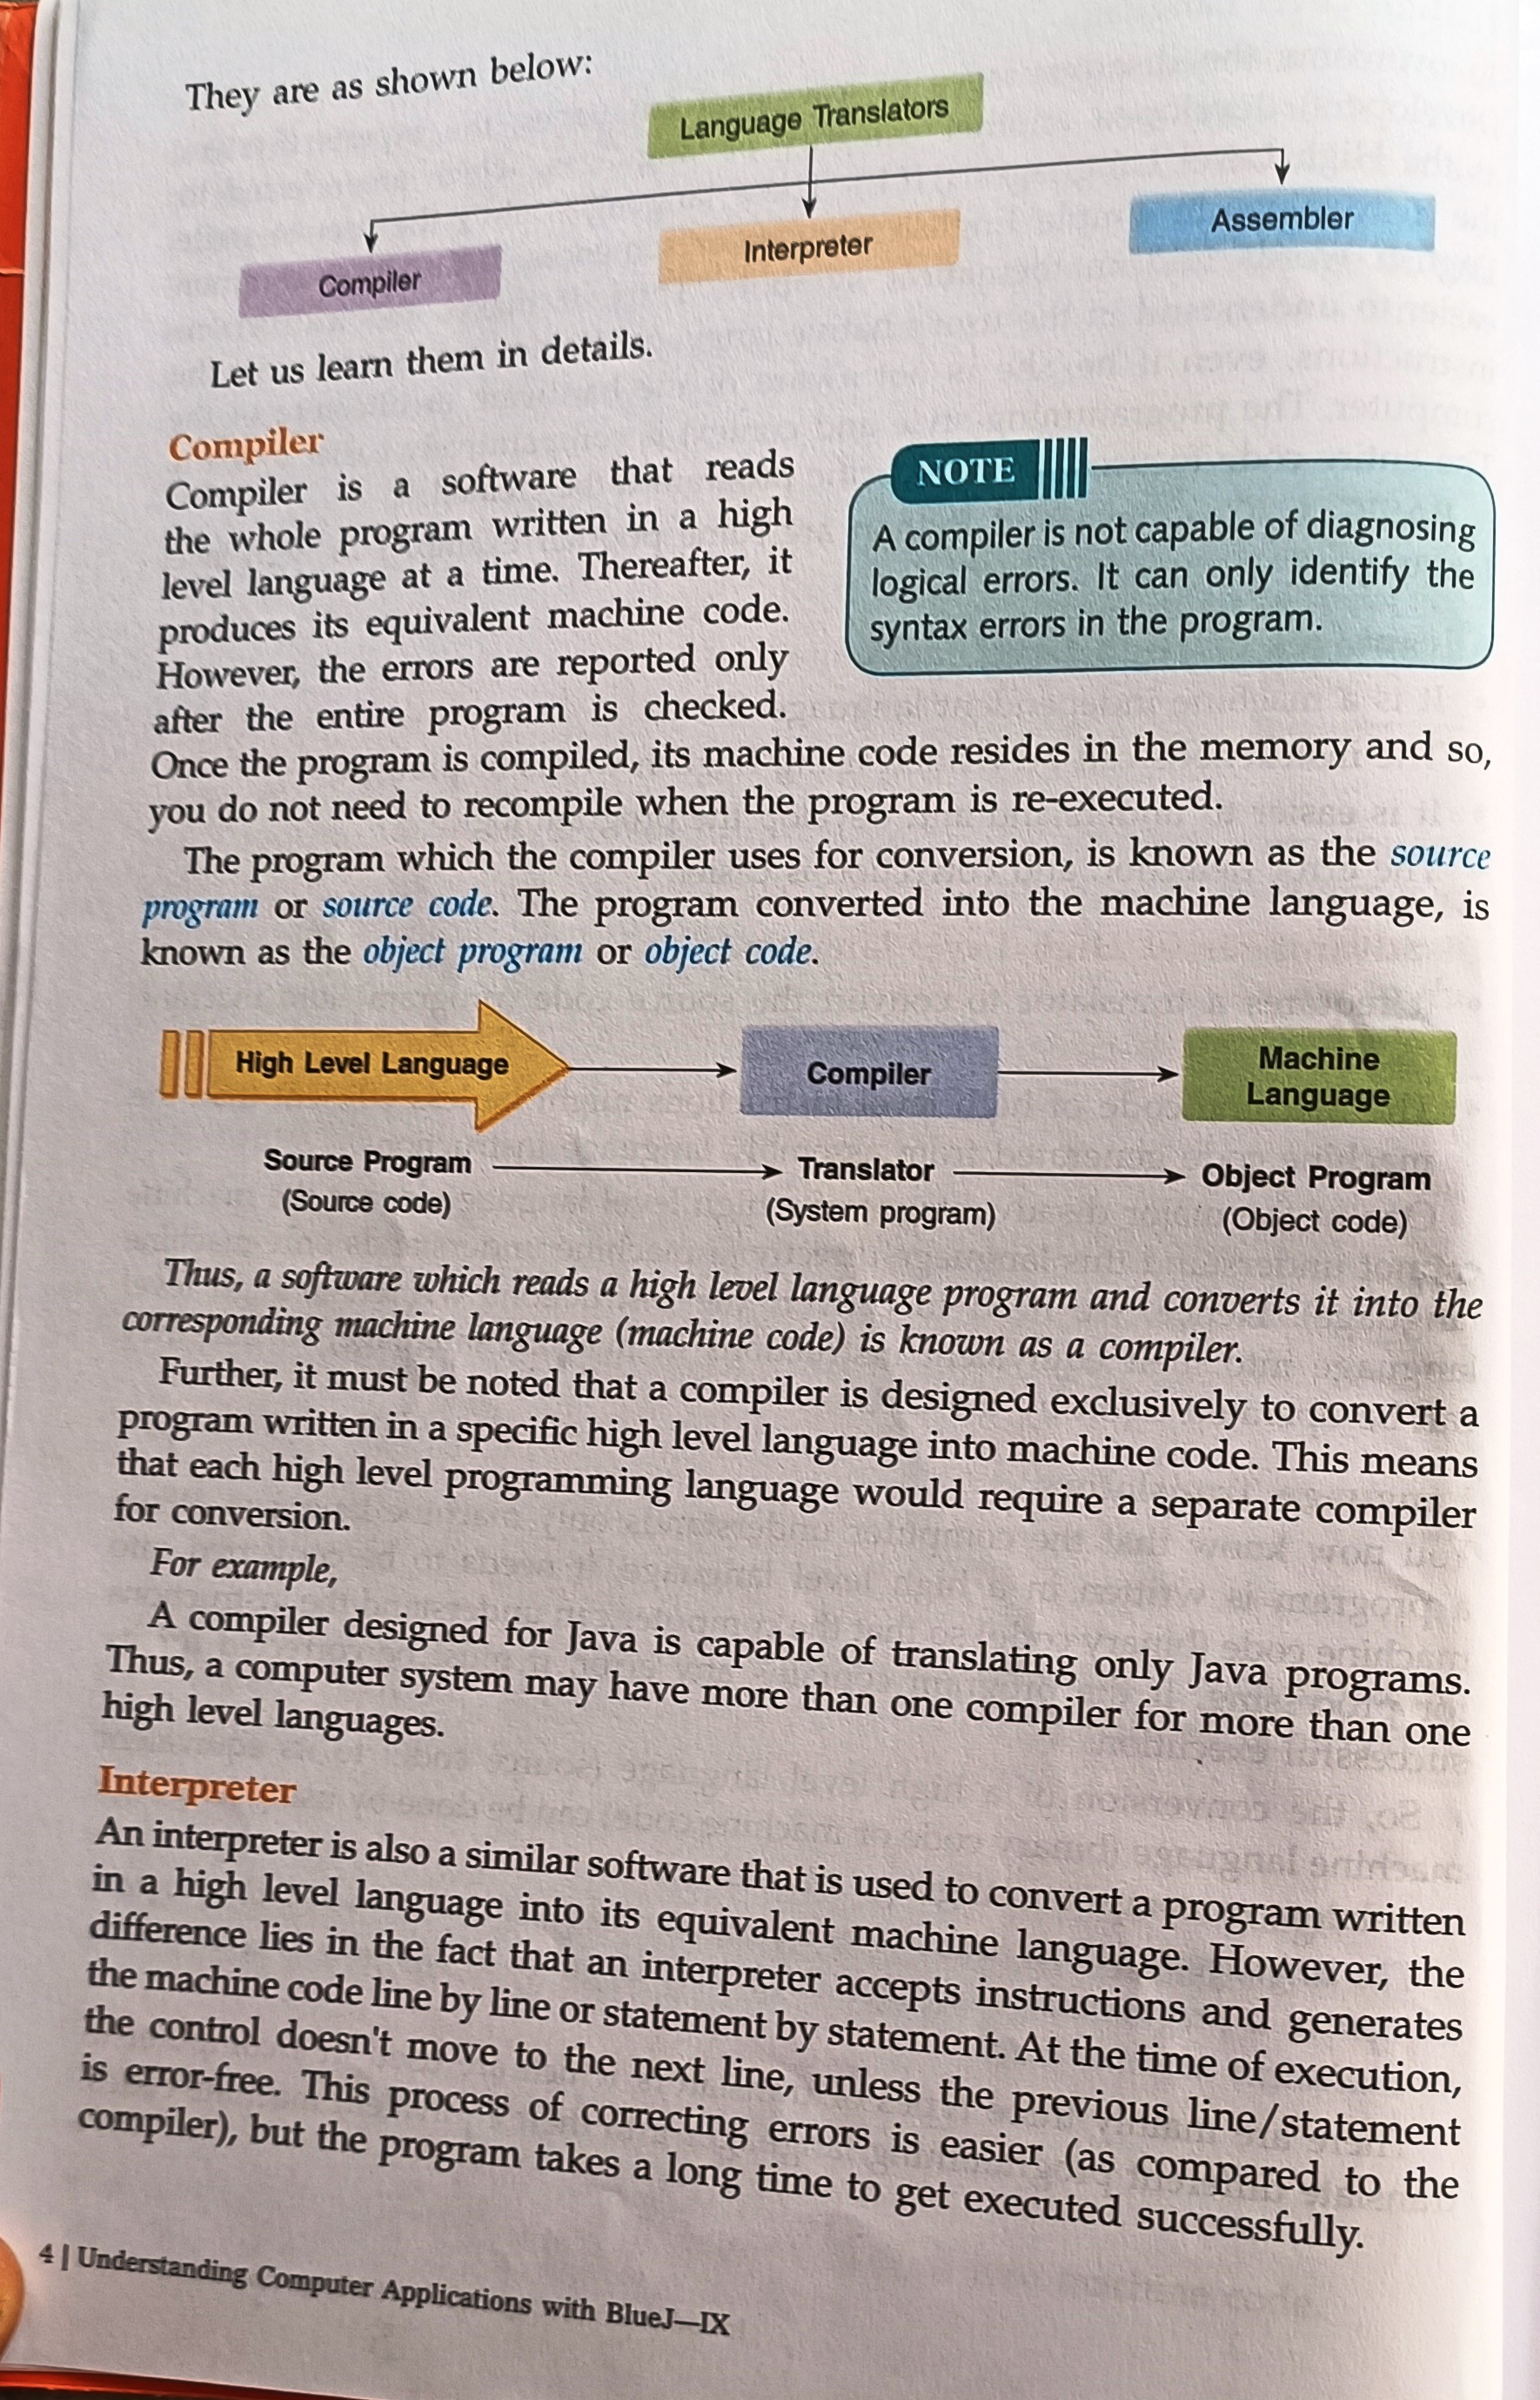 They are as shown below:
Language Translators
Compiler
Interpreter
Assembler
Let us learn them in details.
Compiler
Compiler is a software that reads
the whole program written in a high
level language at a time. Thereafter, it
produces its equivalent machine code.
However, the errors are reported only
after the entire program is checked.
NOTE
A compiler is not capable of diagnosing
logical errors. It can only identify the
syntax errors in the program.
Once the program is compiled, its machine code resides in the memory and so,
you do not need to recompile when the program is re-executed.
The program which the compiler uses for conversion, is known as the source
program or source code. The program converted into the machine language, is
known as the object program or object code.
High Level Language
Compiler
Machine
Language
Source Program
(Source code)
Translator
(System program)
Object Program
(Object code)
Thus, a software which reads a high level language program and converts it into the
corresponding machine language (machine code) is known as a compiler.
Further, it must be noted that a compiler is designed exclusively to convert a
program written in a specific high level language into machine code. This means
that each high level programming language would require a separate compiler
for conversion.
For example,
A compiler designed for Java is capable of translating only Java programs.
Thus, a computer system may have more than one compiler for more than one
high level languages.
Interpreter
An interpreter is also a similar software that is used to convert a program written
in a high level language into its equivalent machine language. However, the
difference lies in the fact that an interpreter accepts instructions and generates
the machine code line by line or statement by statement. At the time of execution,
the control doesn't move to the next line, unless the previous line/statement
is error-free. This process of correcting errors is easier (as compared to the
compiler), but the program takes a long time to get executed successfully.
4 | Understanding Computer Applications with BlueJ—IX